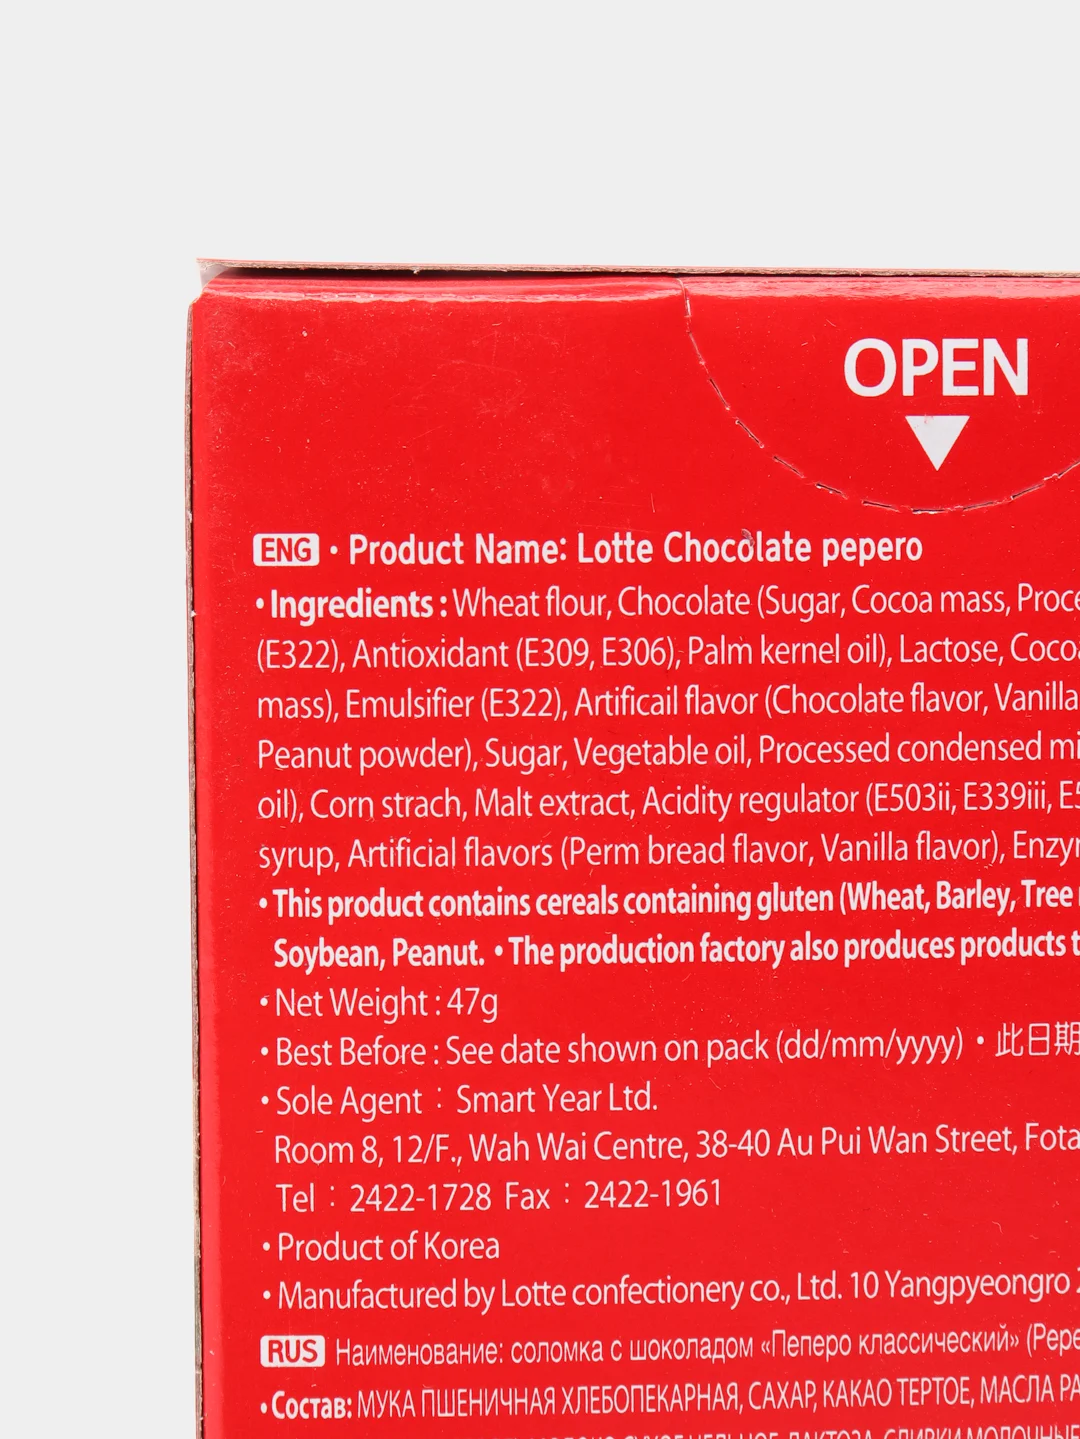 OPEN
ENG • Product Name: Lotte Chocolate pepero
• Ingredients : Wheat flour, Chocolate (Sugar, Cocoa mass,
(E322), Antioxidant (E309, E306), Palm kernel oil), Lactose,
mass), Emulsifier (E322), Artificail flavor (Chocolate flavor, Vanilla
Peanut powder), Sugar, Vegetable oil, Processed condensed
oil), Corn strach, Malt extract, Acidity regulator (E503ii, E339iii,
syrup, Artificial flavors (Perm bread flavor, Vanilla flavor),
• This product contains cereals containing gluten (Wheat, Barley, Tree
Soybean, Peanut. • The production factory also produces products
• Net Weight : 47g
• Best Before : See date shown on pack (dd/mm/yyyy) • 此日期
• Sole Agent : Smart Year Ltd.
Room 8, 12/F., Wah Wai Centre, 38-40 Au Pui Wan Street,
Tel : 2422-1728 Fax : 2422-1961
• Product of Korea
• Manufactured by Lotte confectionery co., Ltd. 10 Yangpyeongro
RUS Наименование: соломка с шоколадом «Пеперо классический»
• Состав: МУКА ПШЕНИЧНАЯ ХЛЕБОПЕКАРНАЯ, САХАР, КАКАО ТЕРТОЕ, МАСЛА